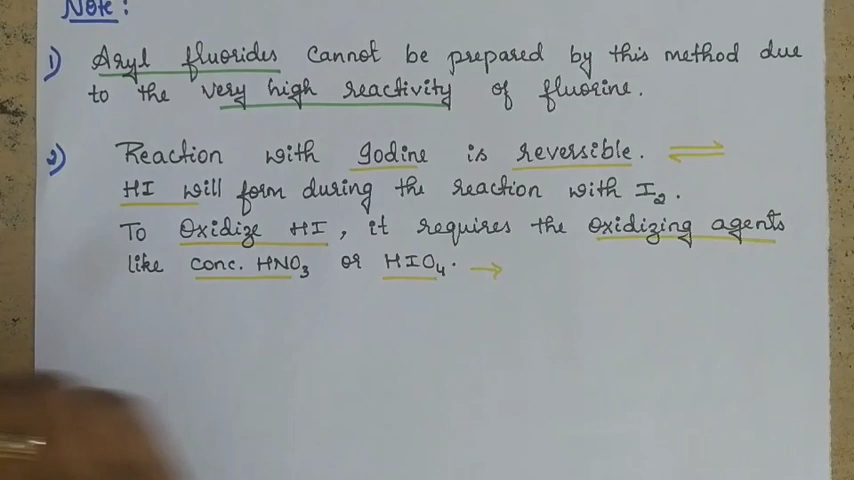 Note:
1) Aryl fluorides cannot be prepared by this method due
to the very high reactivity of fluorine.
2) Reaction with Iodine is reversible. ⇌
HI will form during the reaction with I₂.
To Oxidize HI, it requires the oxidizing agents
like conc. HNO₃ or HIO₄. →